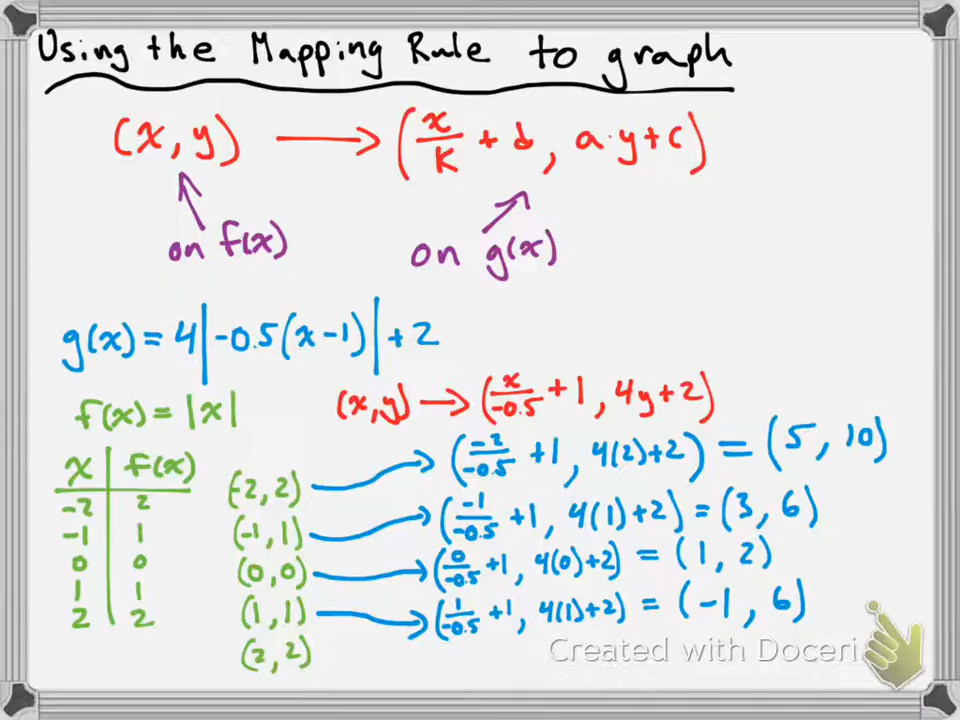 Using the Mapping Rule to graph
(x, y) → (x/k + d, a·y+c)
on f(x) on g(x)
g(x) = 4|-0.5(x-1)| + 2
f(x) = |x| (x,y) → (x/-0.5 + 1, 4y+2)
x f(x)
-2 2 (-2, 2) → (-2/-0.5 + 1, 4(2)+2) = (5, 10)
-1 1 (-1, 1) → (-1/-0.5 + 1, 4(1)+2) = (3, 6)
0 0 (0, 0) → (0/-0.5 + 1, 4(0)+2) = (1, 2)
1 1 (1, 1) → (1/-0.5 + 1, 4(1)+2) = (-1, 6)
2 2 (2, 2)
Created with Doceri